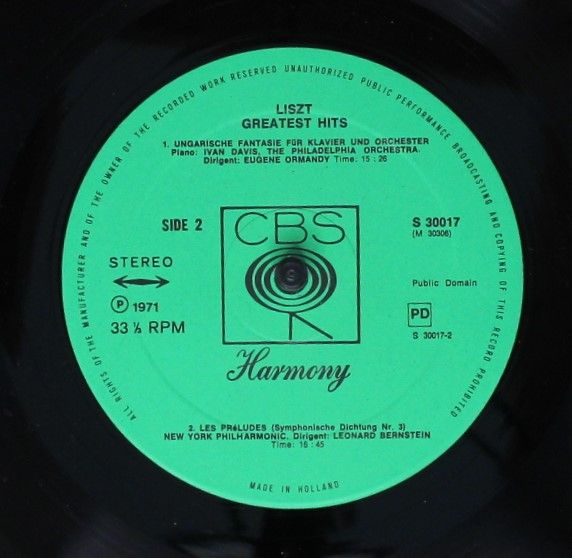 ALL RIGHTS OF THE MANUFACTURER AND OF THE OWNER OF THE RECORDED WORK RESERVED UNAUTHORIZED PUBLIC PERFORMANCE BROADCASTING AND COPYING OF THIS RECORD PROHIBITED
LISZT
GREATEST HITS
1. UNGARISCHE FANTASIE FÜR KLAVIER UND ORCHESTER
Piano: IVAN DAVIS, THE PHILADELPHIA ORCHESTRA.
Dirigent: EUGENE ORMANDY Time: 15 : 26
SIDE 2
CBS
S 30017
(M 30306)
STEREO
Public Domain
℗ 1971
PD
33 ⅓ RPM
S 30017-2
Harmony
2. LES PRéLUDES (Symphonische Dichtung Nr. 3)
NEW YORK PHILHARMONIC. Dirigent: LEONARD BERNSTEIN
Time: 15 : 45
MADE IN HOLLAND